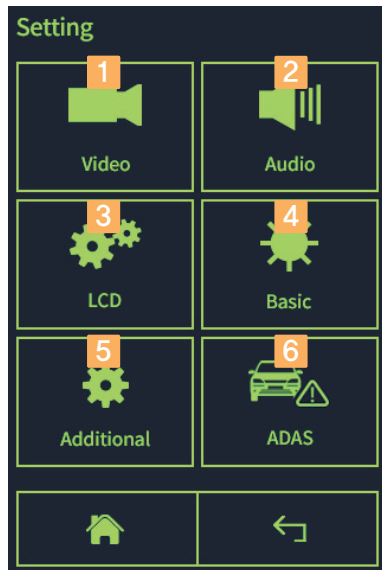 Setting
1
2
Video
Audio
3
4
LCD
Basic
5
6
Additional
ADAS